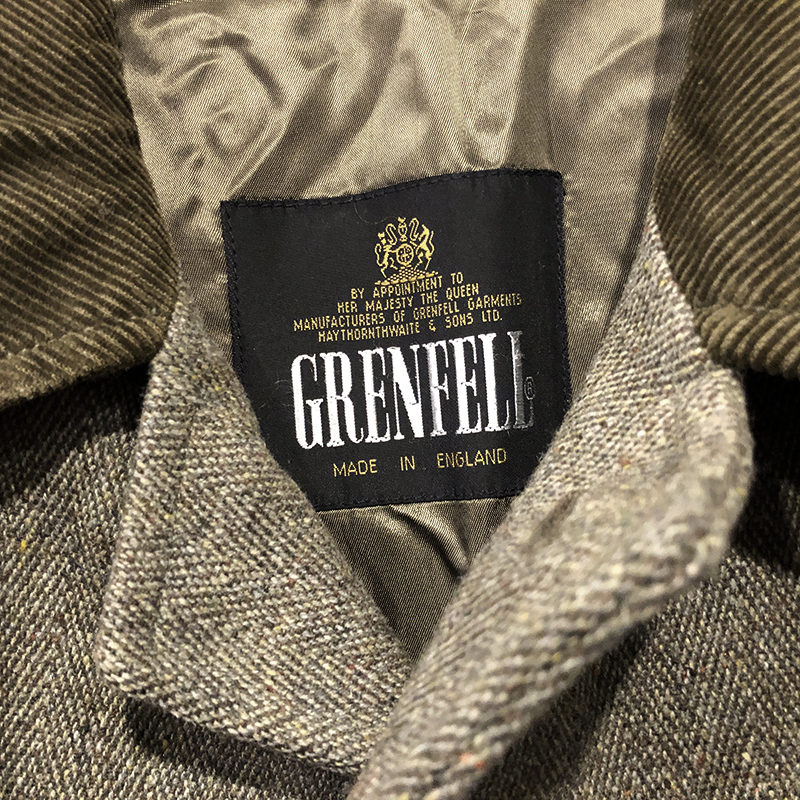 BY APPOINTMENT TO
HER MAJESTY THE QUEEN
MANUFACTURERS OF GRENFELL GARMENTS
HAYTHORNTHWAITE & SONS LTD.
GRENFELL®
MADE IN ENGLAND